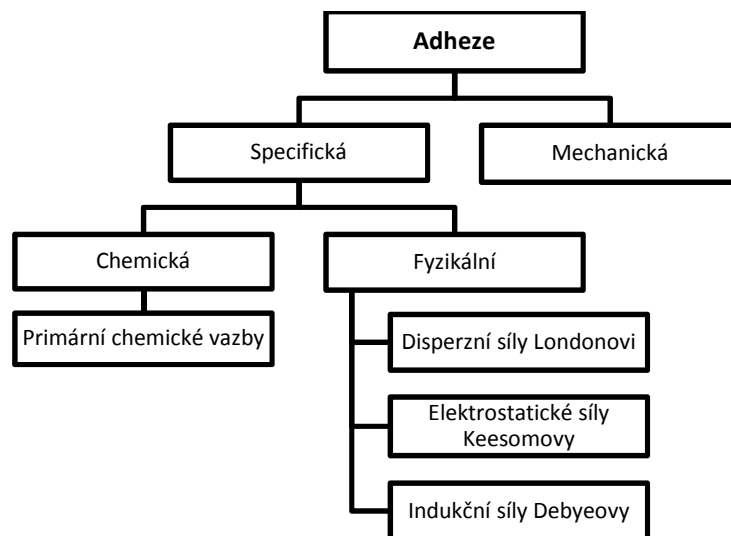 Adheze
Specifická
Mechanická
Chemická
Fyzikální
Primární chemické vazby
Disperzní síly Londonovi
Elektrostatické síly
Keesomovy
Indukční síly Debyeovy